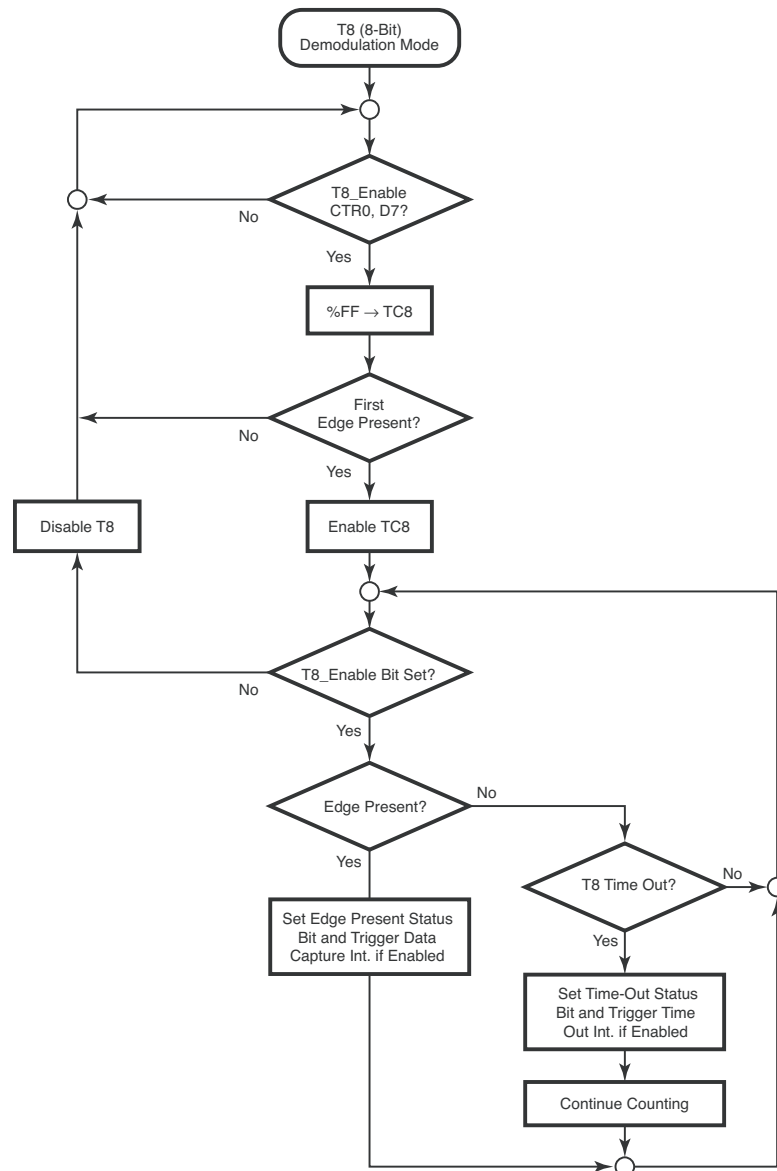 T8 (8-Bit)
Demodulation Mode
T8_Enable
CTR0, D7?
No
Yes
%FF → TC8
First
Edge Present?
No
Yes
Disable T8
Enable TC8
T8_Enable Bit Set?
No
Yes
Edge Present?
No
Yes
T8 Time Out?
No
Yes
Set Edge Present Status
Bit and Trigger Data
Capture Int. if Enabled
Set Time-Out Status
Bit and Trigger Time
Out Int. if Enabled
Continue Counting